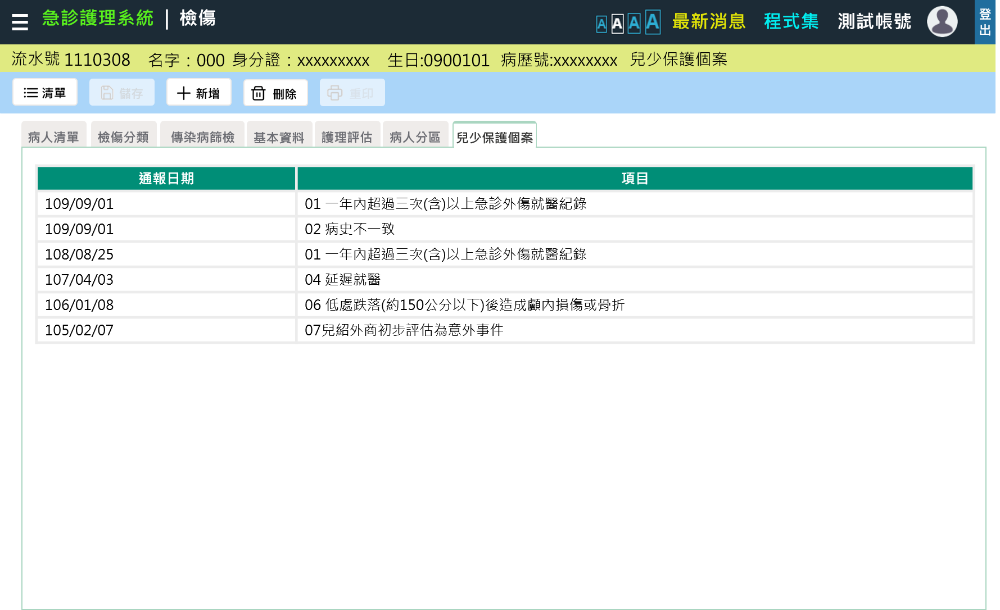 急診護理系統 | 檢傷 A A A A 最新消息 程式集 測試帳號 登出
流水號 1110308 名字：000 身分證：xxxxxxxxx 生日:0900101 病歷號:xxxxxxxx 兒少保護個案
清單 儲存 新增 刪除 重印
病人清單 檢傷分類 傳染病篩檢 基本資料 護理評估 病人分區 兒少保護個案
通報日期 項目
109/09/01 01 一年內超過三次(含)以上急診外傷就醫紀錄
109/09/01 02 病史不一致
108/08/25 01 一年內超過三次(含)以上急診外傷就醫紀錄
107/04/03 04 延遲就醫
106/01/08 06 低處跌落(約150公分以下)後造成顱內損傷或骨折
105/02/07 07兒紹外商初步評估為意外事件